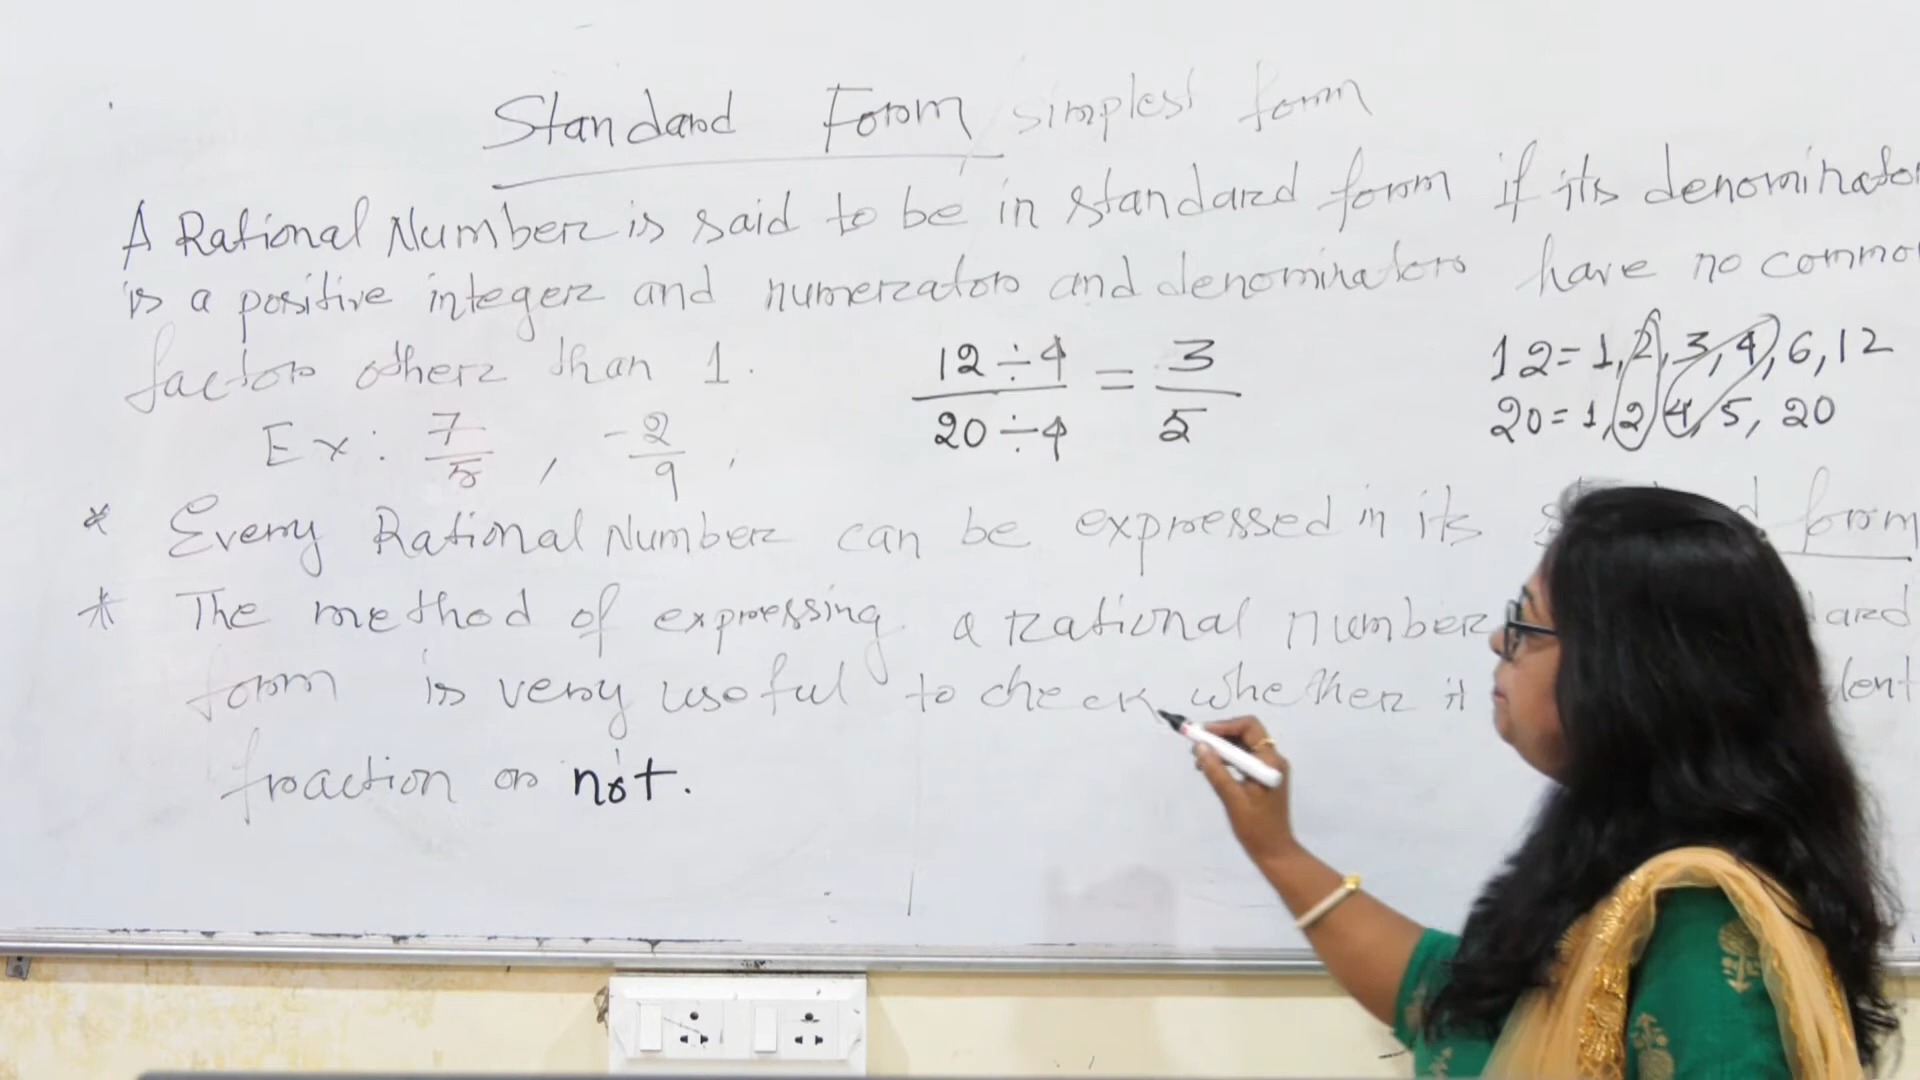 Standard Form / simplest form
A Rational Number is said to be in standard form if its denominator
is a positive integer and numerators and denominators have no common
factors other than 1.
12 ÷ 4 / 20 ÷ 4 = 3 / 5
12 = 1, 2, 3, 4, 6, 12
20 = 1, 2, 4, 5, 20
Ex : 7/5 , -2/9 ,
* Every Rational Number can be expressed in its form
* The method of expressing a rational number
form is very useful to check whether it
fraction or not.